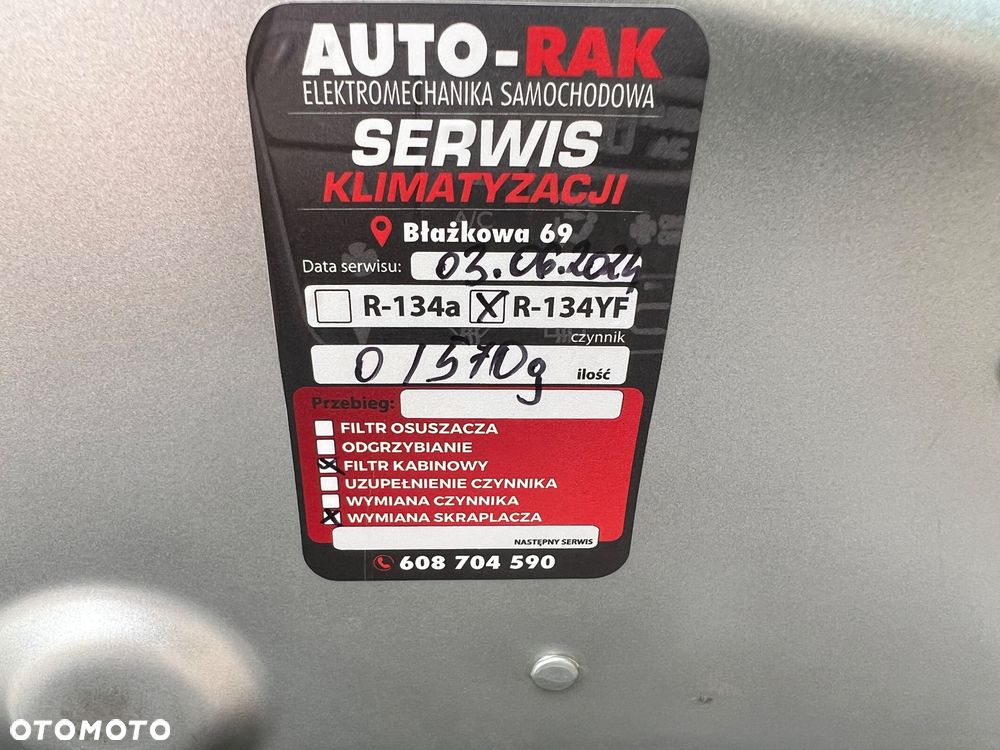 AUTO-RAK
ELEKTROMECHANIKA SAMOCHODOWA
SERWIS
KLIMATYZACJI
Błażkowa 69
Data serwisu: 03.06.2024
R-134a X R-134YF
czynnik
0 / 570g ilość
Przebieg:
FILTR OSUSZACZA
ODGRZYBIANIE
X FILTR KABINOWY
UZUPEŁNIENIE CZYNNIKA
WYMIANA CZYNNIKA
X WYMIANA SKRAPLACZA
NASTĘPNY SERWIS
608 704 590
OTOMOTO